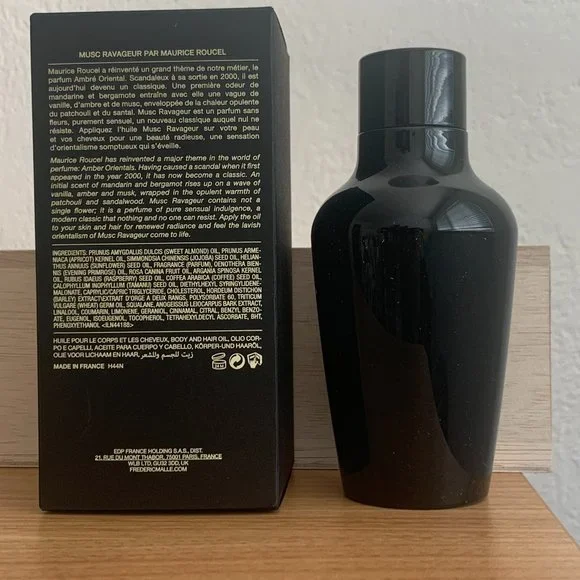 MUSC RAVAGEUR PAR MAURICE ROUCEL
Maurice Roucel a réinventé un grand thème de notre métier, le
parfum Ambré Oriental. Scandaleux à sa sortie en 2000, il est
aujourd'hui devenu un classique. Une première odeur de
mandarine et bergamote entraîne avec elle une vague de
vanille, d'ambre et de musc, enveloppée de la chaleur opulente
du patchouli et du santal. Musc Ravageur est un parfum sans
fleurs, purement sensuel, un nouveau classique auquel nul ne
résiste. Appliquez l'huile Musc Ravageur sur votre peau
et vos cheveux pour une beauté radieuse, une sensation
d'orientalisme somptueux qui s'éveille.
Maurice Roucel has reinvented a major theme in the world of
perfume: Amber Orientals. Having caused a scandal when it first
appeared in the year 2000, it has now become a classic. An
initial scent of mandarin and bergamot rises up on a wave of
vanilla, amber and musk, wrapped in the opulent warmth of
patchouli and sandalwood. Musc Ravageur contains not a
single flower; it is a perfume of pure sensual indulgence, a
modern classic that nothing and no one can resist. Apply the oil
to your skin and hair for renewed radiance and feel the lavish
orientalism of Musc Ravageur come to life.
INGREDIENTS: PRUNUS AMYGDALUS DULCIS (SWEET ALMOND) OIL, PRUNUS ARME-
NIACA (APRICOT) KERNEL OIL, SIMMONDSIA CHINENSIS (JOJOBA) SEED OIL, HELIAN-
THUS ANNUUS (SUNFLOWER) SEED OIL, FRAGRANCE (PARFUM), OENOTHERA BIEN-
NIS (EVENING PRIMROSE) OIL, ROSA CANINA FRUIT OIL, ARGANIA SPINOSA KERNEL
OIL, RUBUS IDAEUS (RASPBERRY) SEED OIL, COFFEA ARABICA (COFFEE) SEED OIL,
CALOPHYLLUM INOPHYLLUM (TAMANU) SEED OIL, DIETHYLHEXYL SYRINGYLIDENE-
MALONATE, CAPRYLIC/CAPRIC TRIGLYCERIDE, CHOLESTEROL, HORDEUM DISTICHON
(BARLEY) EXTRACT\EXTRAIT D'ORGE A DEUX RANGS, POLYSORBATE 60, TRITICUM
VULGARE (WHEAT) GERM OIL, SQUALANE, ANOGEISSUS LEIOCARPUS BARK EXTRACT,
LINALOOL, COUMARIN, LIMONENE, GERANIOL, CINNAMAL, CITRAL, BENZYL BENZO-
ATE, EUGENOL, ISOEUGENOL, TOCOPHEROL, TETRAHEXYLDECYL ASCORBATE, BHT,
PHENOXYETHANOL <ILN44188>
HUILE POUR LE CORPS ET LES CHEVEUX, BODY AND HAIR OIL, OLIO COR-
PO E CAPELLI, ACEITE PARA CUERPO Y CABELLO, KÖRPER-UND HAARÖL,
OLIE VOOR LICHAAM EN HAAR, زيت للجسم والشعر
MADE IN FRANCE H44N
24 M
EDP FRANCE HOLDING S.A.S., DIST.
21, RUE DU MONT THABOR, 75001 PARIS, FRANCE
WLB LTD, GU32 3DD, UK
FREDERICMALLE.COM